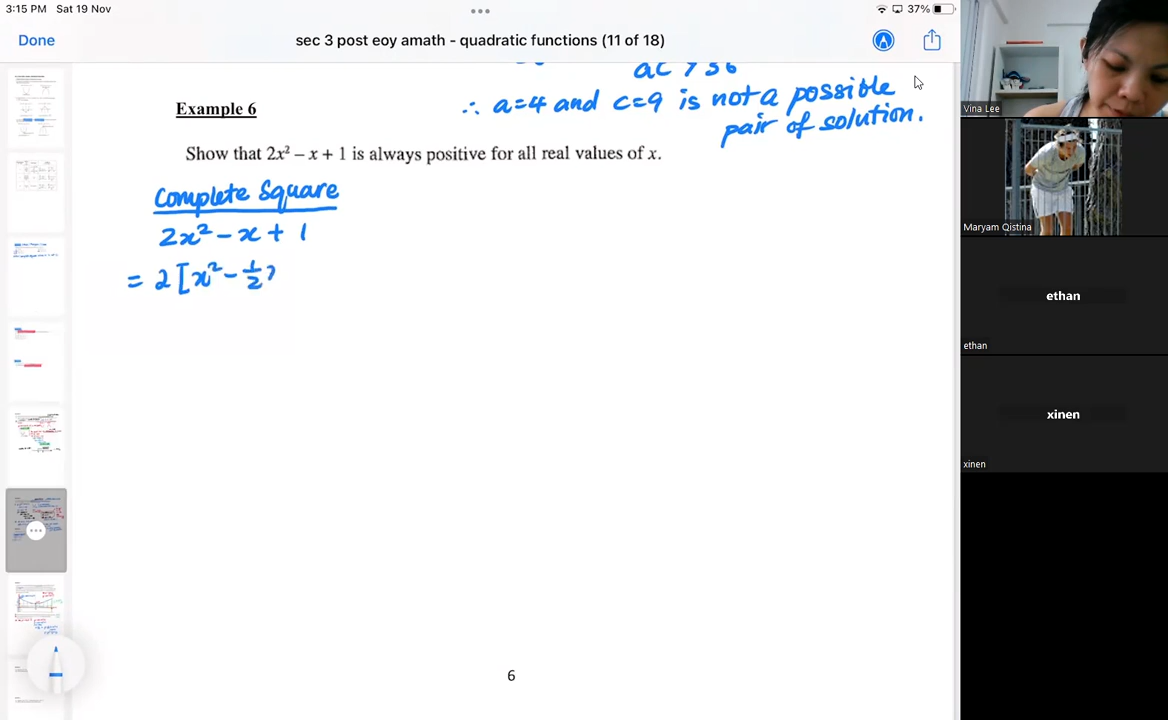 3:15 PM Sat 19 Nov
37%
Done
sec 3 post eoy amath - quadratic functions (11 of 18)
ac > 36
∴ a=4 and c=9 is not a possible
pair of solution.
Example 6
Show that 2x² – x + 1 is always positive for all real values of x.
Complete Square
2x² – x + 1
= 2 [x² – 1/2
6
Vina Lee
Maryam Qistina
ethan
ethan
xinen
xinen